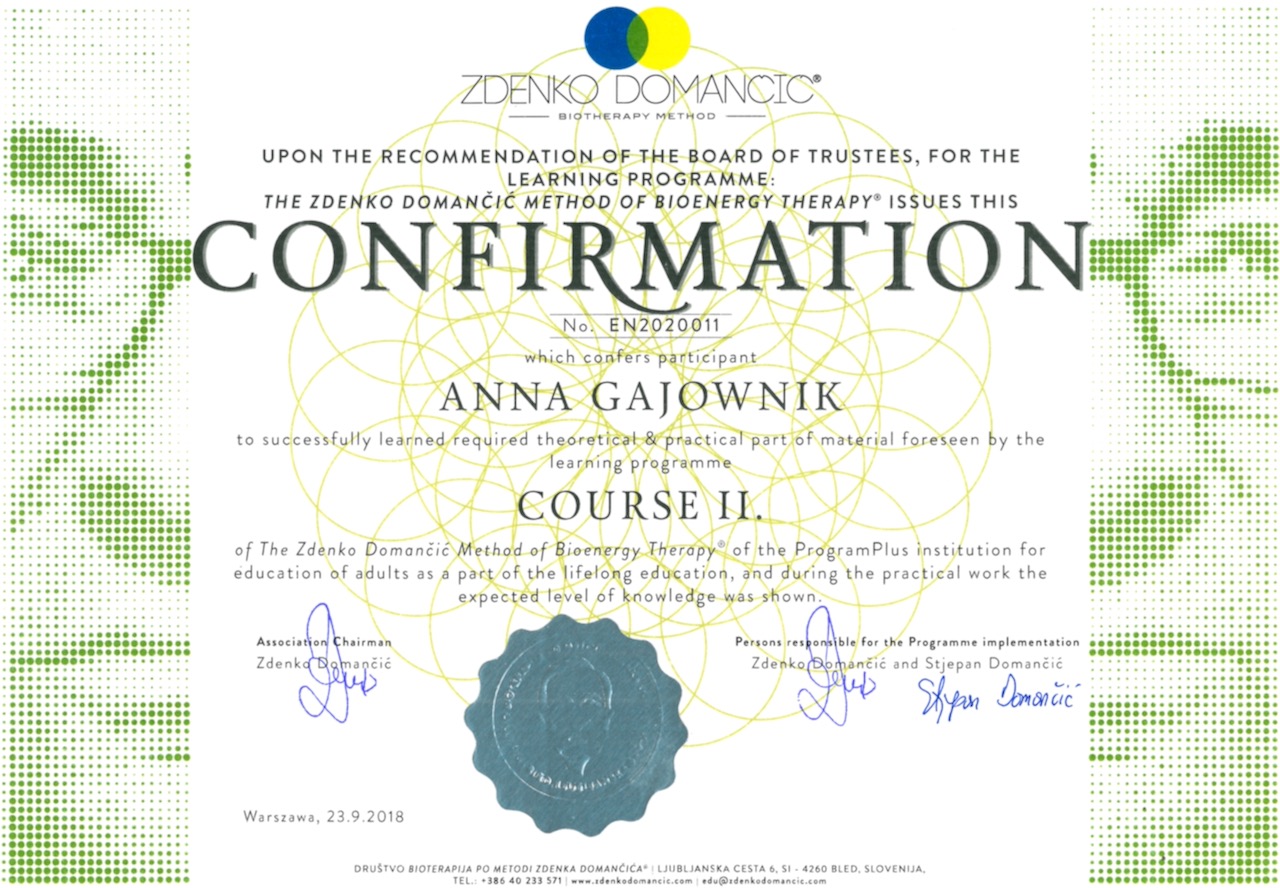 ZDENKO DOMANČIĆ®
BIOTHERAPY METHOD
UPON THE RECOMMENDATION OF THE BOARD OF TRUSTEES, FOR THE
LEARNING PROGRAMME:
THE ZDENKO DOMANČIĆ METHOD OF BIOENERGY THERAPY® ISSUES THIS
CONFIRMATION
No. EN2020011
which confers participant
ANNA GAJOWNIK
to successfully learned required theoretical & practical part of material foreseen by the
learning programme
COURSE II.
of The Zdenko Domančić Method of Bioenergy Therapy® of the ProgramPlus institution for
education of adults as a part of the lifelong education, and during the practical work the
expected level of knowledge was shown.
Association Chairman
Zdenko Domančić
Persons responsible for the Programme implementation
Zdenko Domančić and Stjepan Domančić
Stjepan Domančić
Warszawa, 23.9.2018
DRUŠTVO BIOTERAPIJA PO METODI ZDENKA DOMANČIĆA® | LJUBLJANSKA CESTA 6, SI - 4260 BLED, SLOVENIJA,
TEL.: +386 40 233 571 | www.zdenkodomancic.com | edu@zdenkodomancic.com